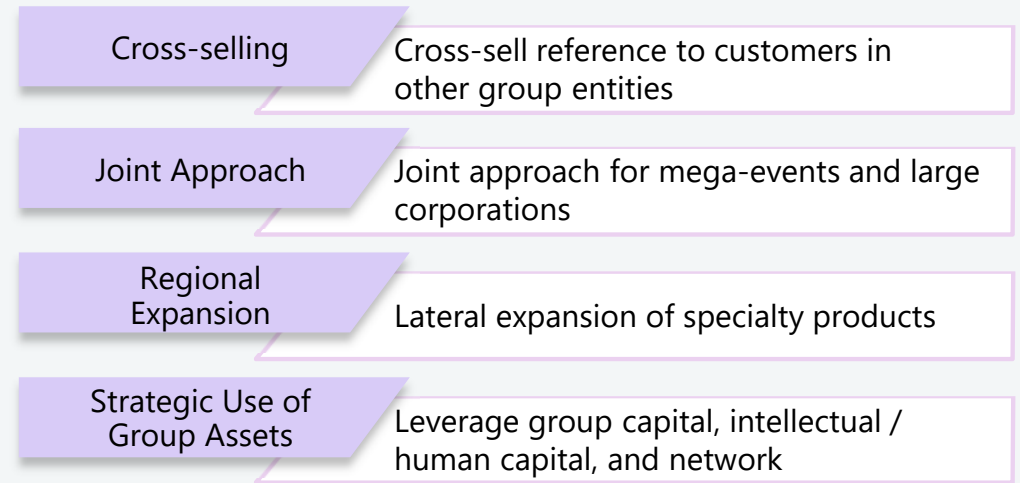 Cross-selling
Cross-sell reference to customers in
other group entities
Joint Approach
Joint approach for mega-events and large
corporations
Regional
Expansion
Lateral expansion of specialty products
Strategic Use of
Group Assets
Leverage group capital, intellectual /
human capital, and network